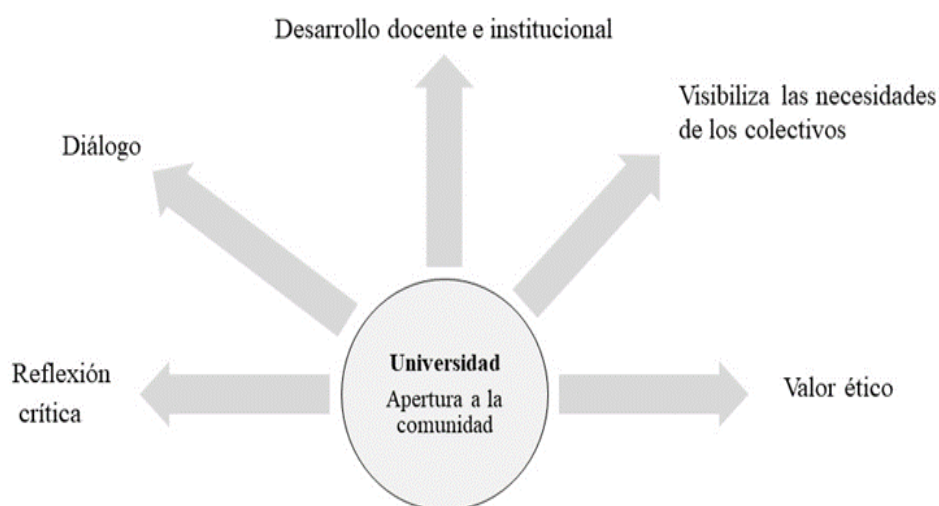 Desarrollo docente e institucional
Visibiliza las necesidades
de los colectivos
Diálogo
Universidad
Apertura a la
comunidad
Reflexión
crítica
Valor ético